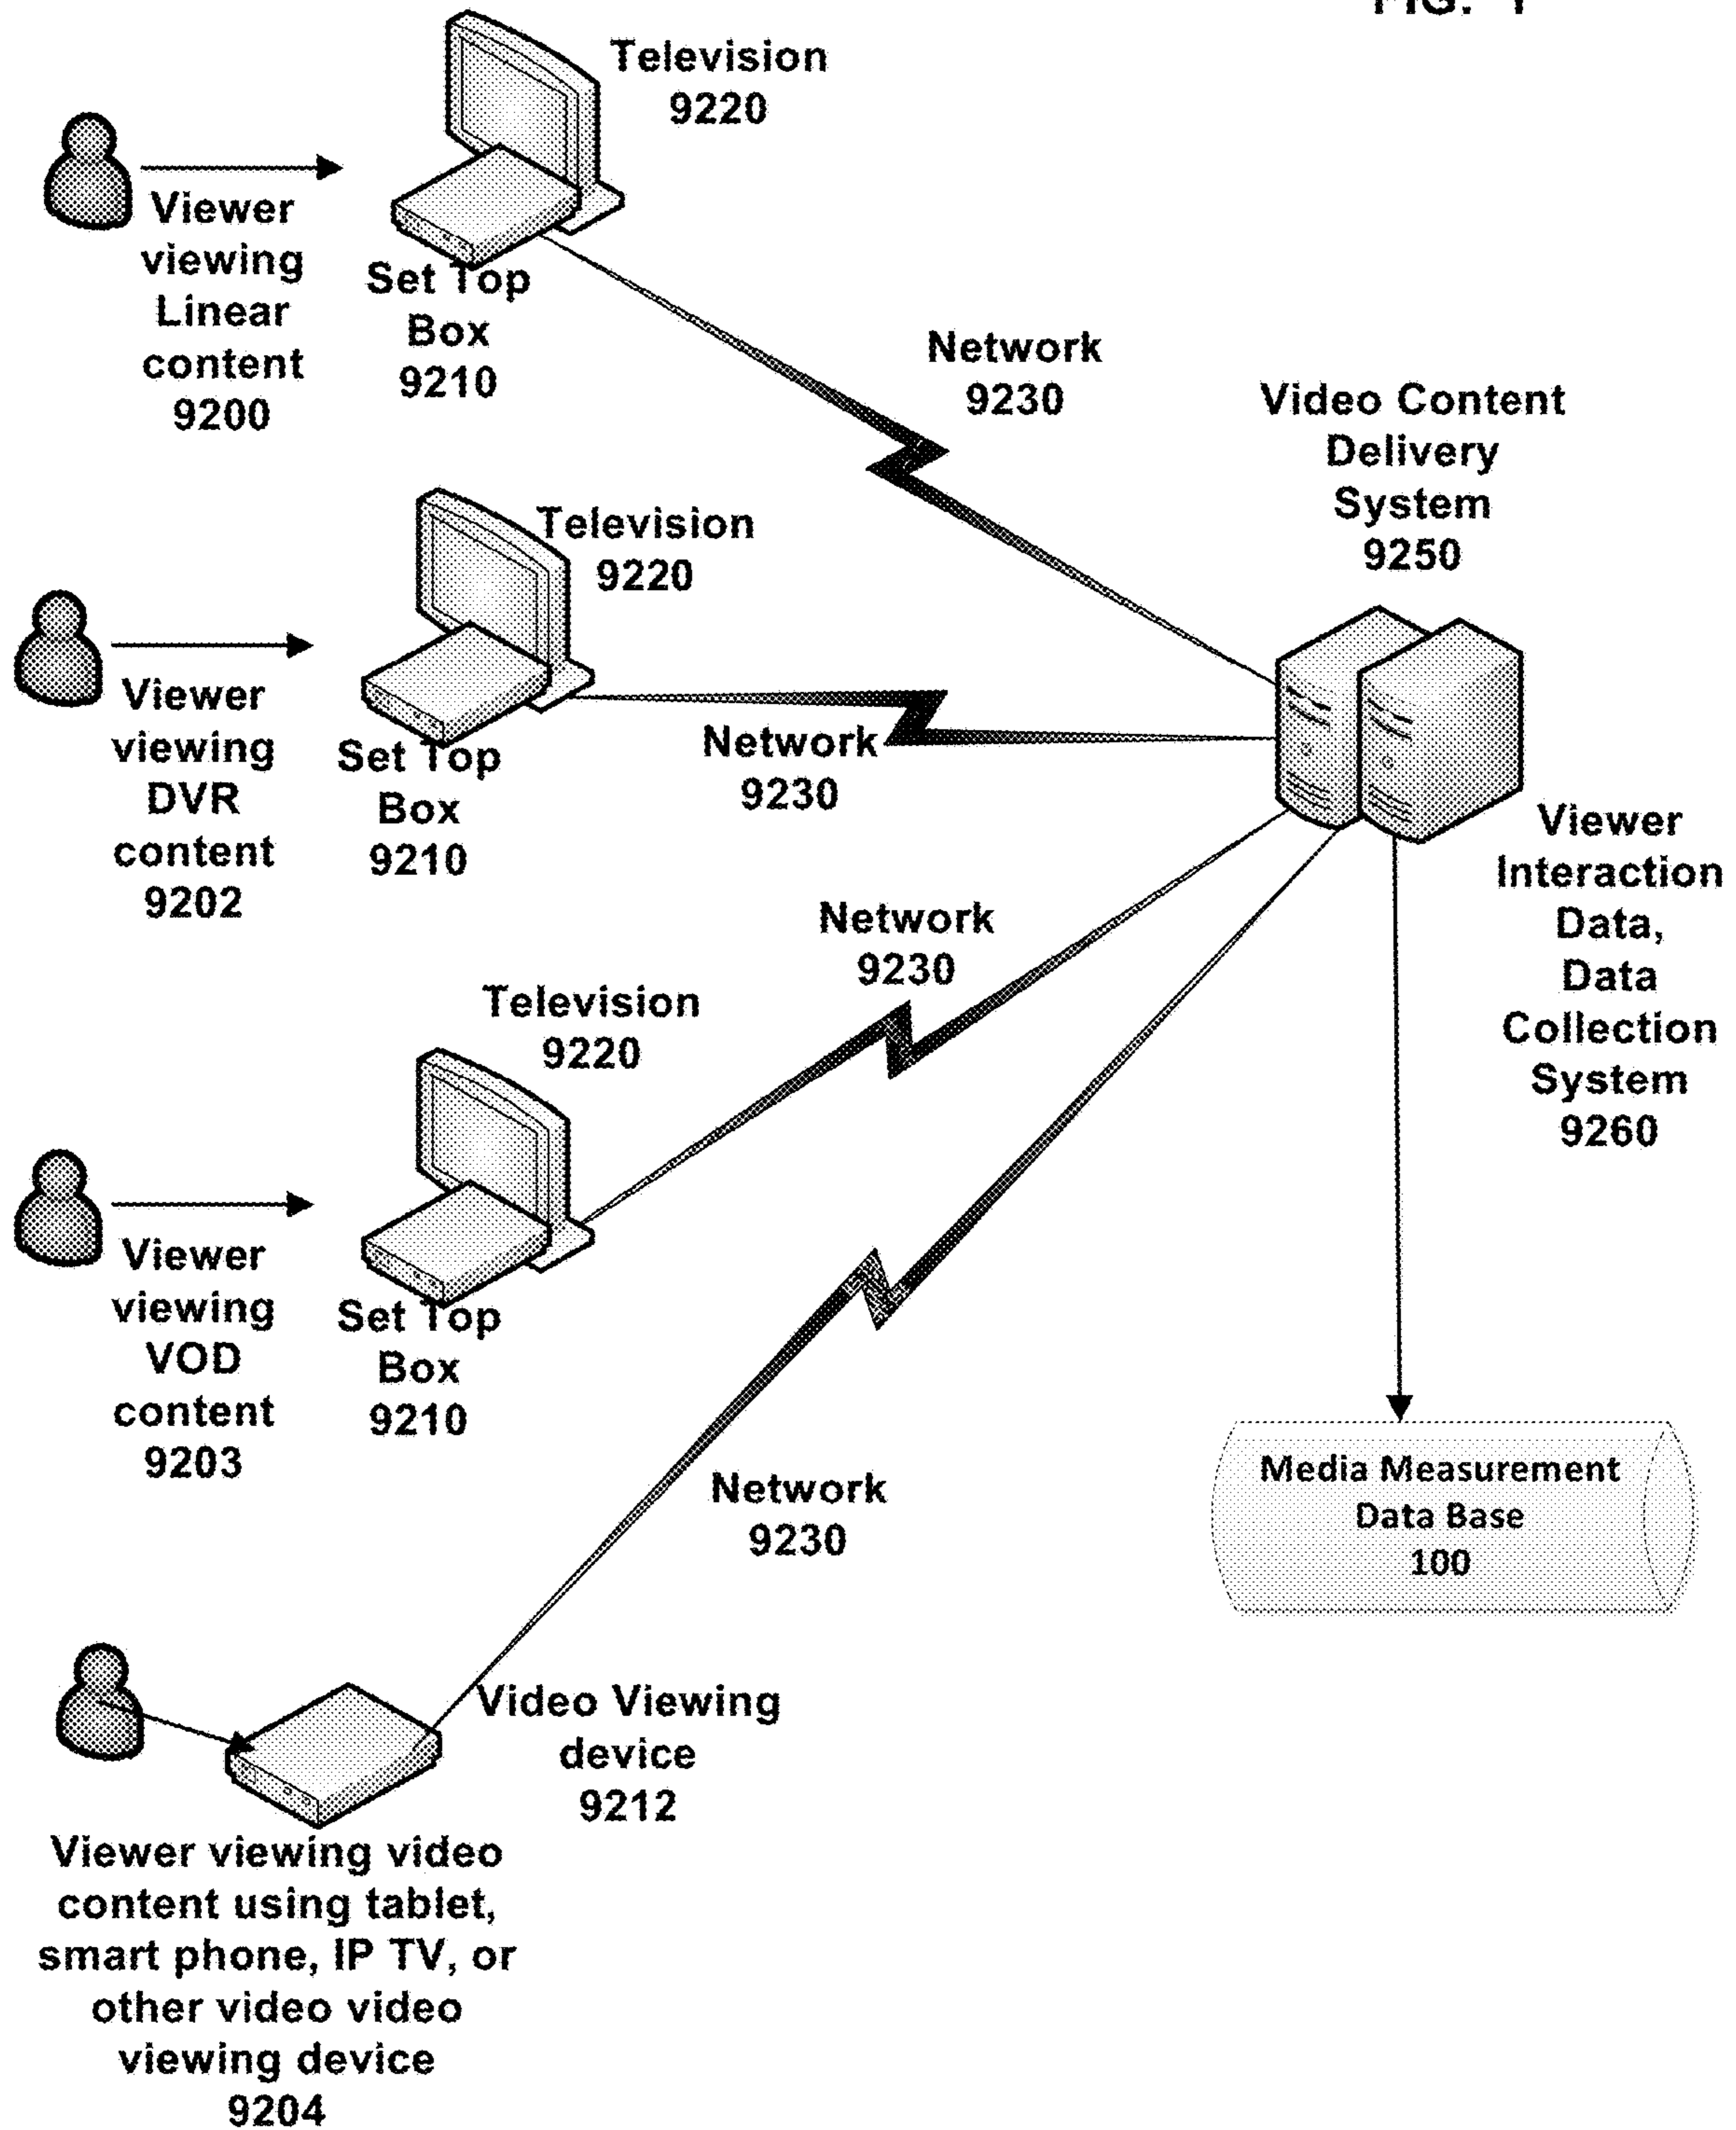 FIG. 1
Television
9220
Viewer
viewing
Linear
content
9200
Set Top
Box
9210
Network
9230
Video Content
Delivery
System
9250
Television
9220
Viewer
viewing
DVR
content
9202
Set Top
Box
9210
Network
9230
Viewer
Interaction
Data,
Data
Collection
System
9260
Network
9230
Television
9220
Viewer
viewing
VOD
content
9203
Set Top
Box
9210
Network
9230
Media Measurement
Data Base
100
Video Viewing
device
9212
Viewer viewing video
content using tablet,
smart phone, IP TV, or
other video video
viewing device
9204